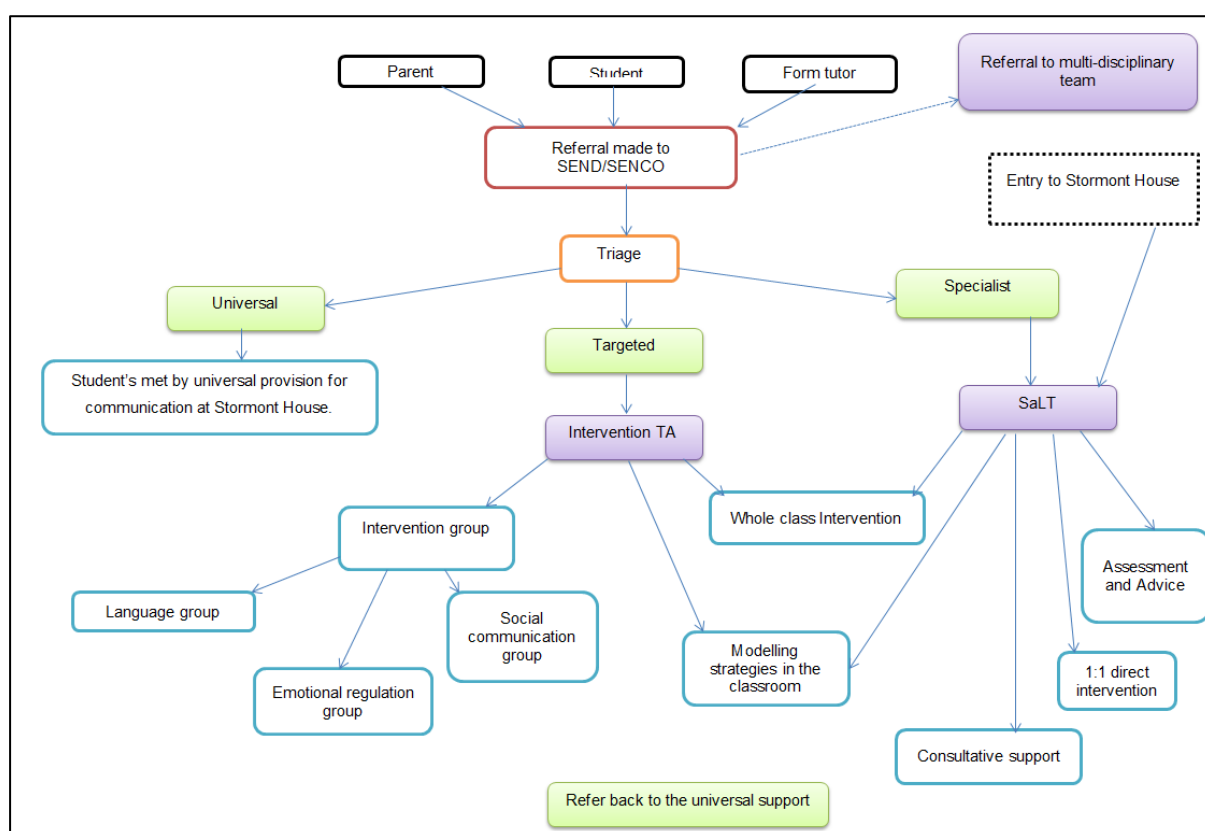 Parent
Student
Form tutor
Referral to multi-disciplinary
team
Referral made to
SEND/SENCO
Entry to Stormont House
Triage
Universal
Specialist
Targeted
Student's met by universal provision for
communication at Stormont House.
SaLT
Intervention TA
Whole class Intervention
Intervention group
Assessment
and Advice
Language group
Social
communication
group
Modelling
strategies in the
classroom
1:1 direct
intervention
Emotional regulation
group
Consultative support
Refer back to the universal support